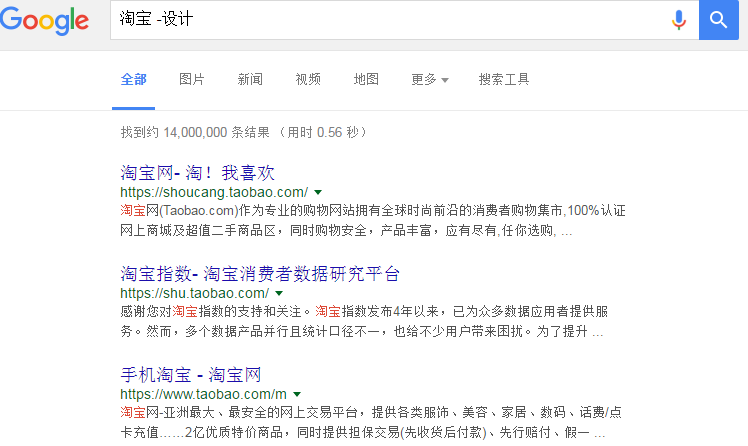 Google
淘宝 -设计
全部 图片 新闻 视频 地图 更多 搜索工具
找到约 14,000,000 条结果 （用时 0.56 秒）
淘宝网- 淘！我喜欢
https://shoucang.taobao.com/
淘宝网(Taobao.com)作为专业的购物网站拥有全球时尚前沿的消费者购物集市,100%认证
网上商城及超值二手商品区，同时购物安全，产品丰富，应有尽有,任你选购, ...
淘宝指数- 淘宝消费者数据研究平台
https://shu.taobao.com/
感谢您对淘宝指数的支持和关注。淘宝指数发布4年以来，已为众多数据应用者提供服
务。然而，多个数据产品并行且统计口径不一，也给不少用户带来困扰。为了提升 ...
手机淘宝 - 淘宝网
https://www.taobao.com/m
淘宝网-亚洲最大、最安全的网上交易平台，提供各类服饰、美容、家居、数码、话费/点
卡充值……2亿优质特价商品，同时提供担保交易(先收货后付款)、先行赔付、假一 ...